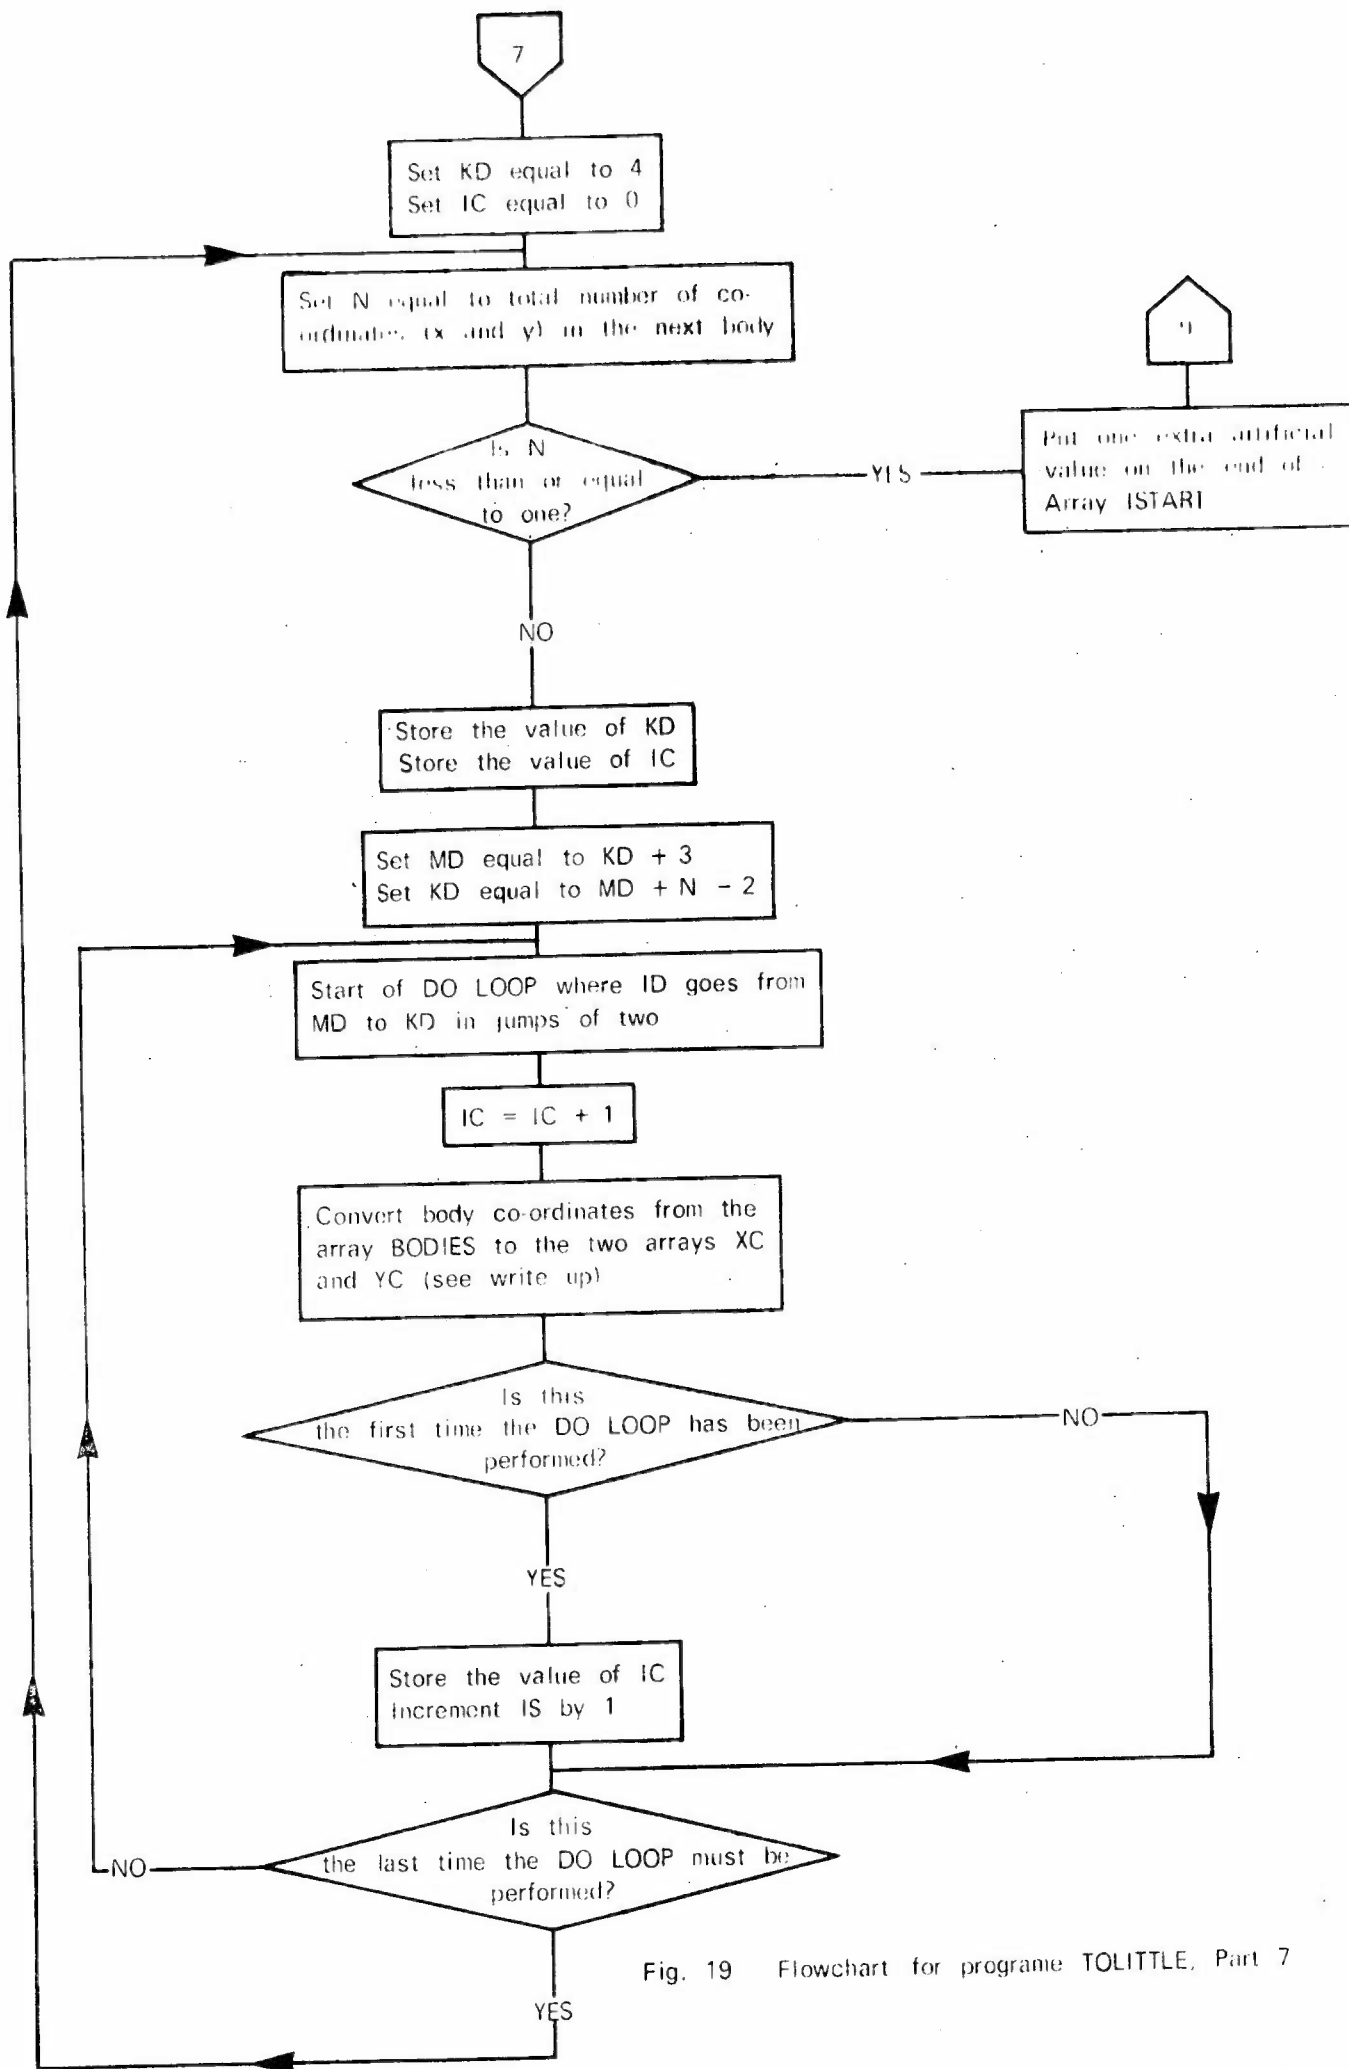 7
Set KD equal to 4
Set IC equal to 0
Set N equal to total number of co-
ordinates (x and y) in the next body
Is N
less than or equal
to one?
YES
Put one extra artificial
value on the end of
Array ISTART
NO
Store the value of KD
Store the value of IC
Set MD equal to KD + 3
Set KD equal to MD + N - 2
Start of DO LOOP where ID goes from
MD to KD in jumps of two
IC = IC + 1
Convert body co-ordinates from the
array BODIES to the two arrays XC
and YC (see write up)
Is this
the first time the DO LOOP has been
performed?
NO
YES
Store the value of IC
Increment IS by 1
Is this
the last time the DO LOOP must be
performed?
NO
YES
Fig. 19 Flowchart for programe TOLITTLE, Part 7